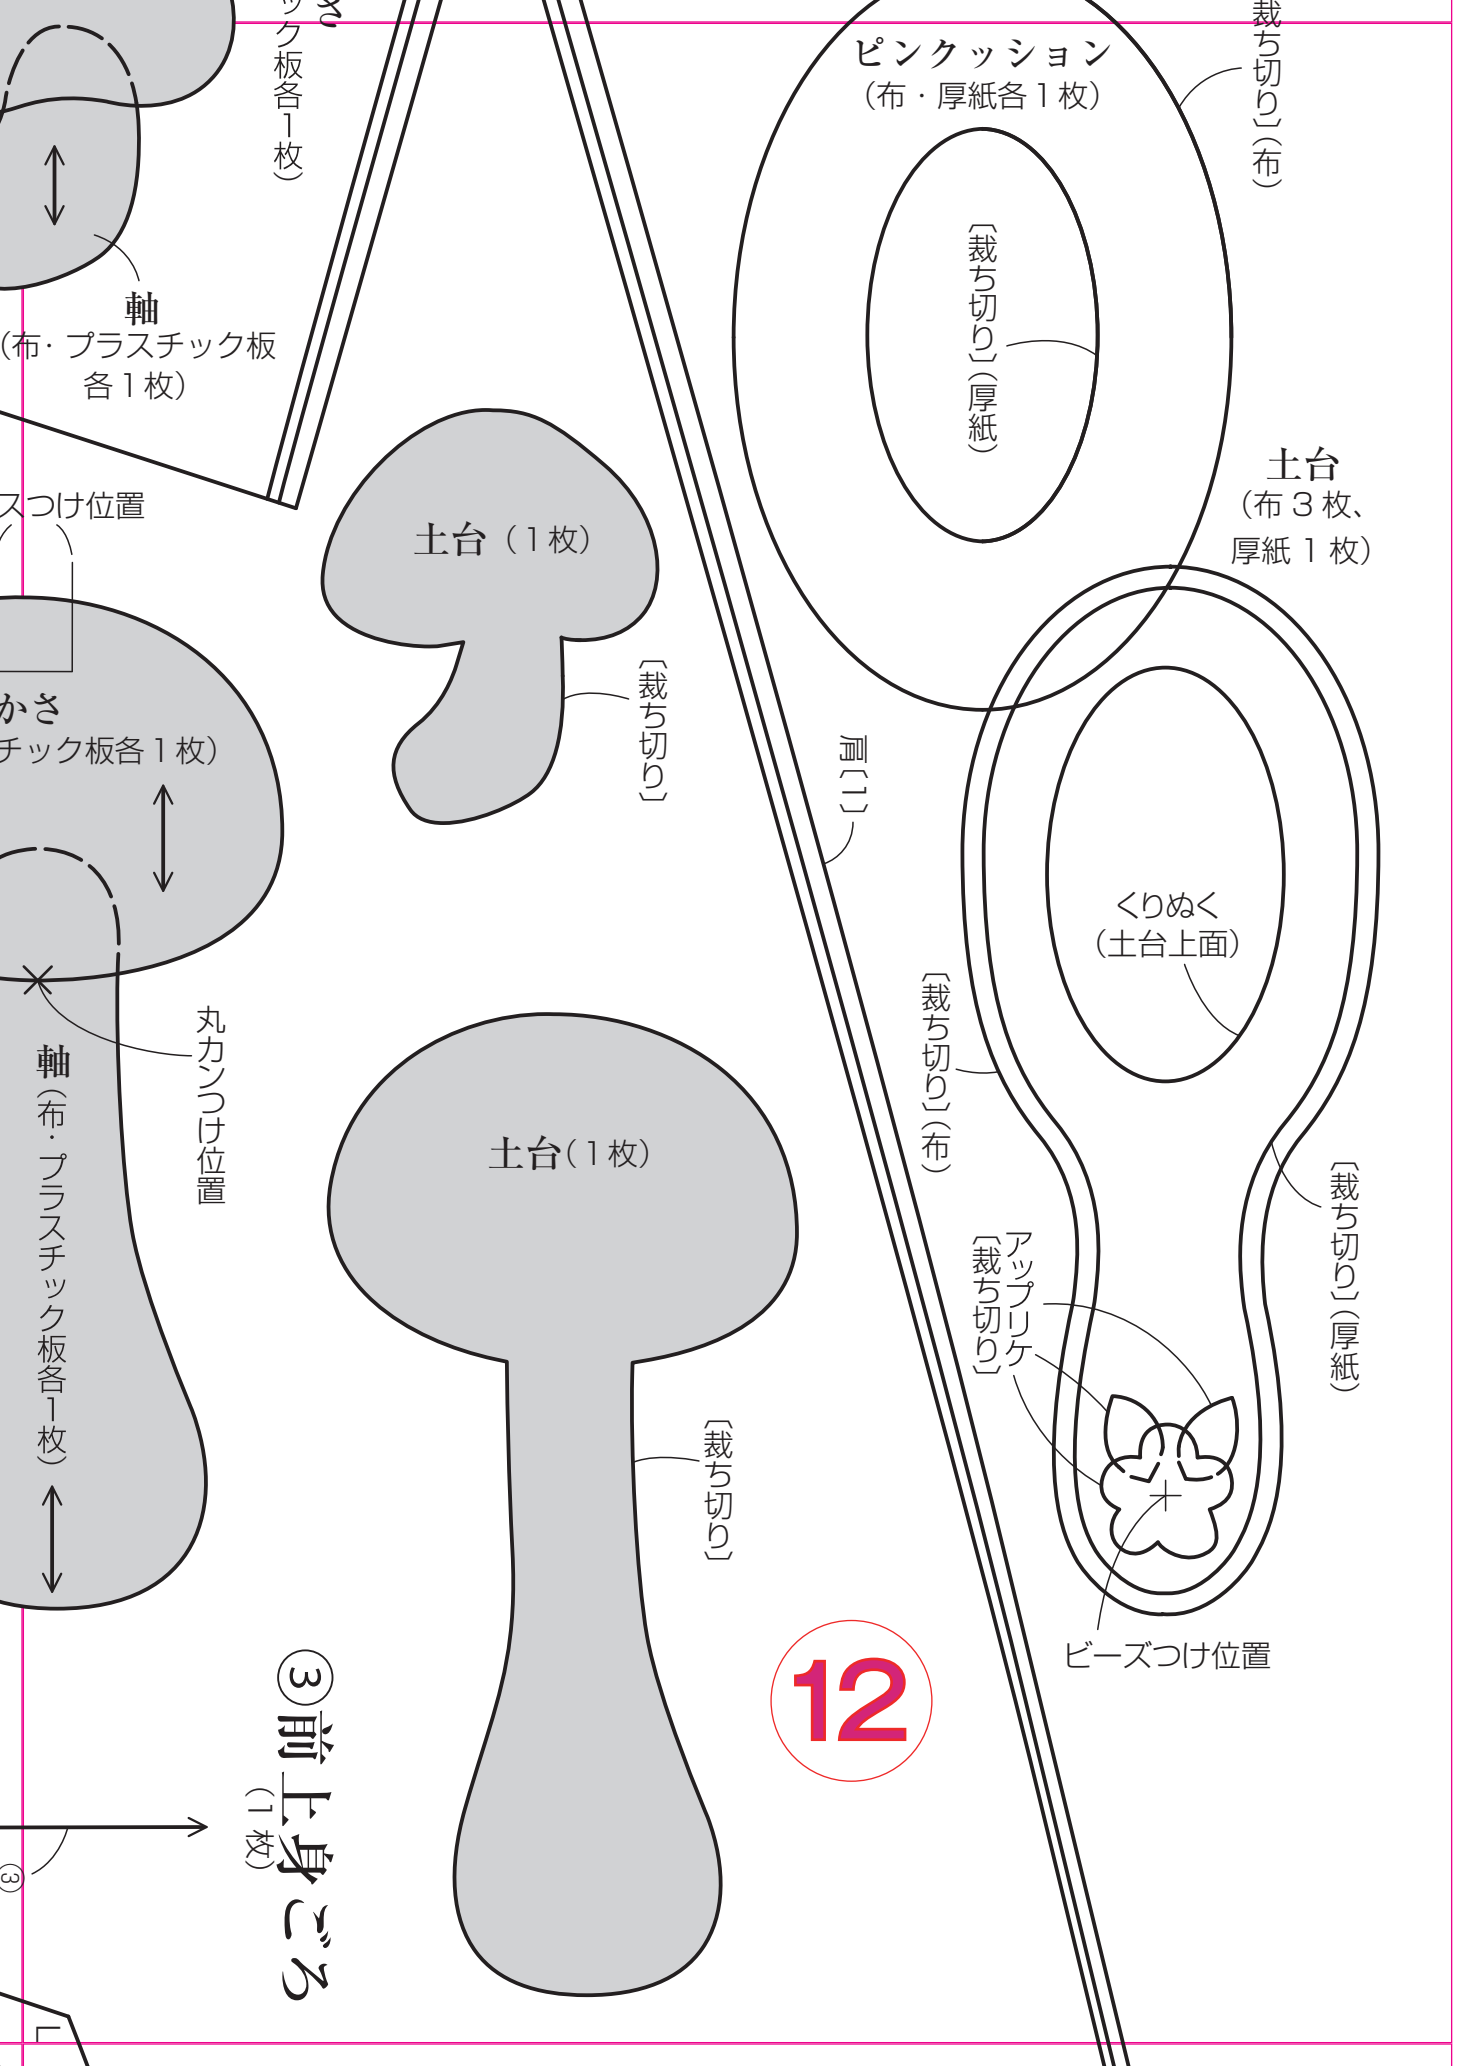 ック板各1枚)
さ
ピンクッション
(布・厚紙各1枚)
裁ち切り〕(布)
〔裁ち切り〕(厚紙)
軸
(布・プラスチック板
各1枚)
スつけ位置
土台(1枚)
〔裁ち切り〕
土台
(布3枚、
厚紙1枚)
かさ
チック板各1枚)
肩〔1〕
くりぬく
(土台上面)
〔裁ち切り〕(布)
丸カンつけ位置
軸(布・プラスチック板各1枚)
土台(1枚)
〔裁ち切り〕
〔裁ち切り〕(厚紙)
アップリケ
〔裁ち切り〕
ビーズつけ位置
12
③前上身ごろ
(1枚)
③
L